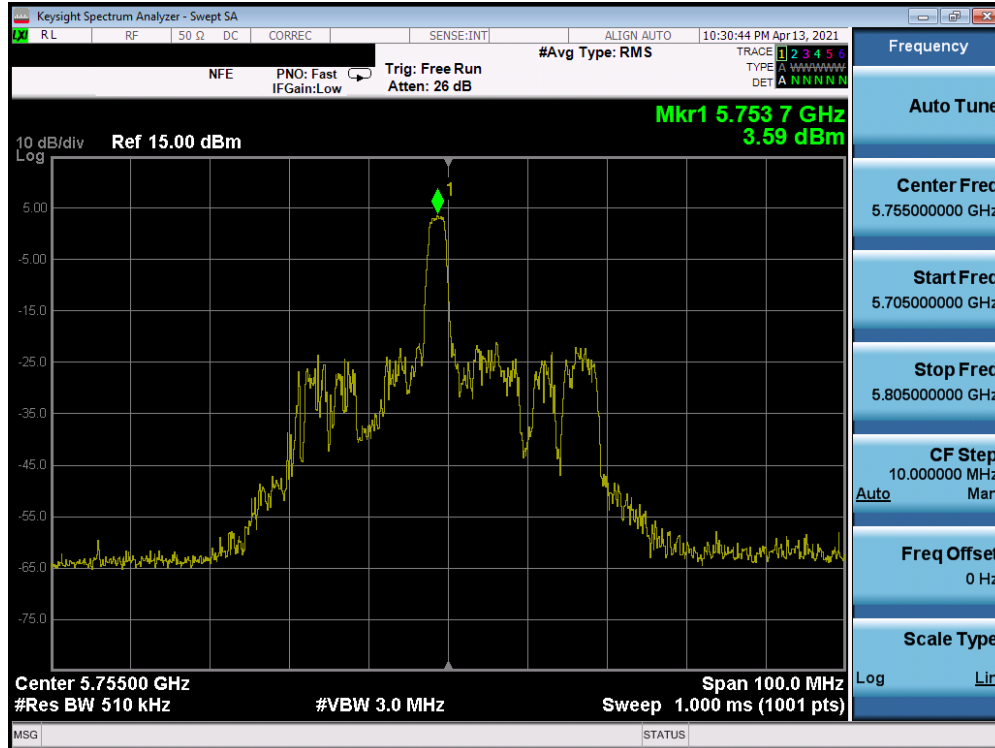 Keysight Spectrum Analyzer - Swept SA
LXI RL RF 50 Ω DC CORREC SENSE:INT ALIGN AUTO 10:30:44 PM Apr 13, 2021
#Avg Type: RMS TRACE 1 2 3 4 5 6
NFE PNO: Fast Trig: Free Run TYPE A WWWWW
IFGain:Low Atten: 26 dB DET A N N N N N
Mkr1 5.753 7 GHz
10 dB/div Ref 15.00 dBm 3.59 dBm
Log
1
5.00
-5.00
-15.0
-25.0
-35.0
-45.0
-55.0
-65.0
-75.0
Center 5.75500 GHz Span 100.0 MHz
#Res BW 510 kHz #VBW 3.0 MHz Sweep 1.000 ms (1001 pts)
MSG STATUS
Frequency
Auto Tune
Center Freq
5.755000000 GHz
Start Freq
5.705000000 GHz
Stop Freq
5.805000000 GHz
CF Step
10.000000 MHz
Auto Man
Freq Offset
0 Hz
Scale Type
Log Lin